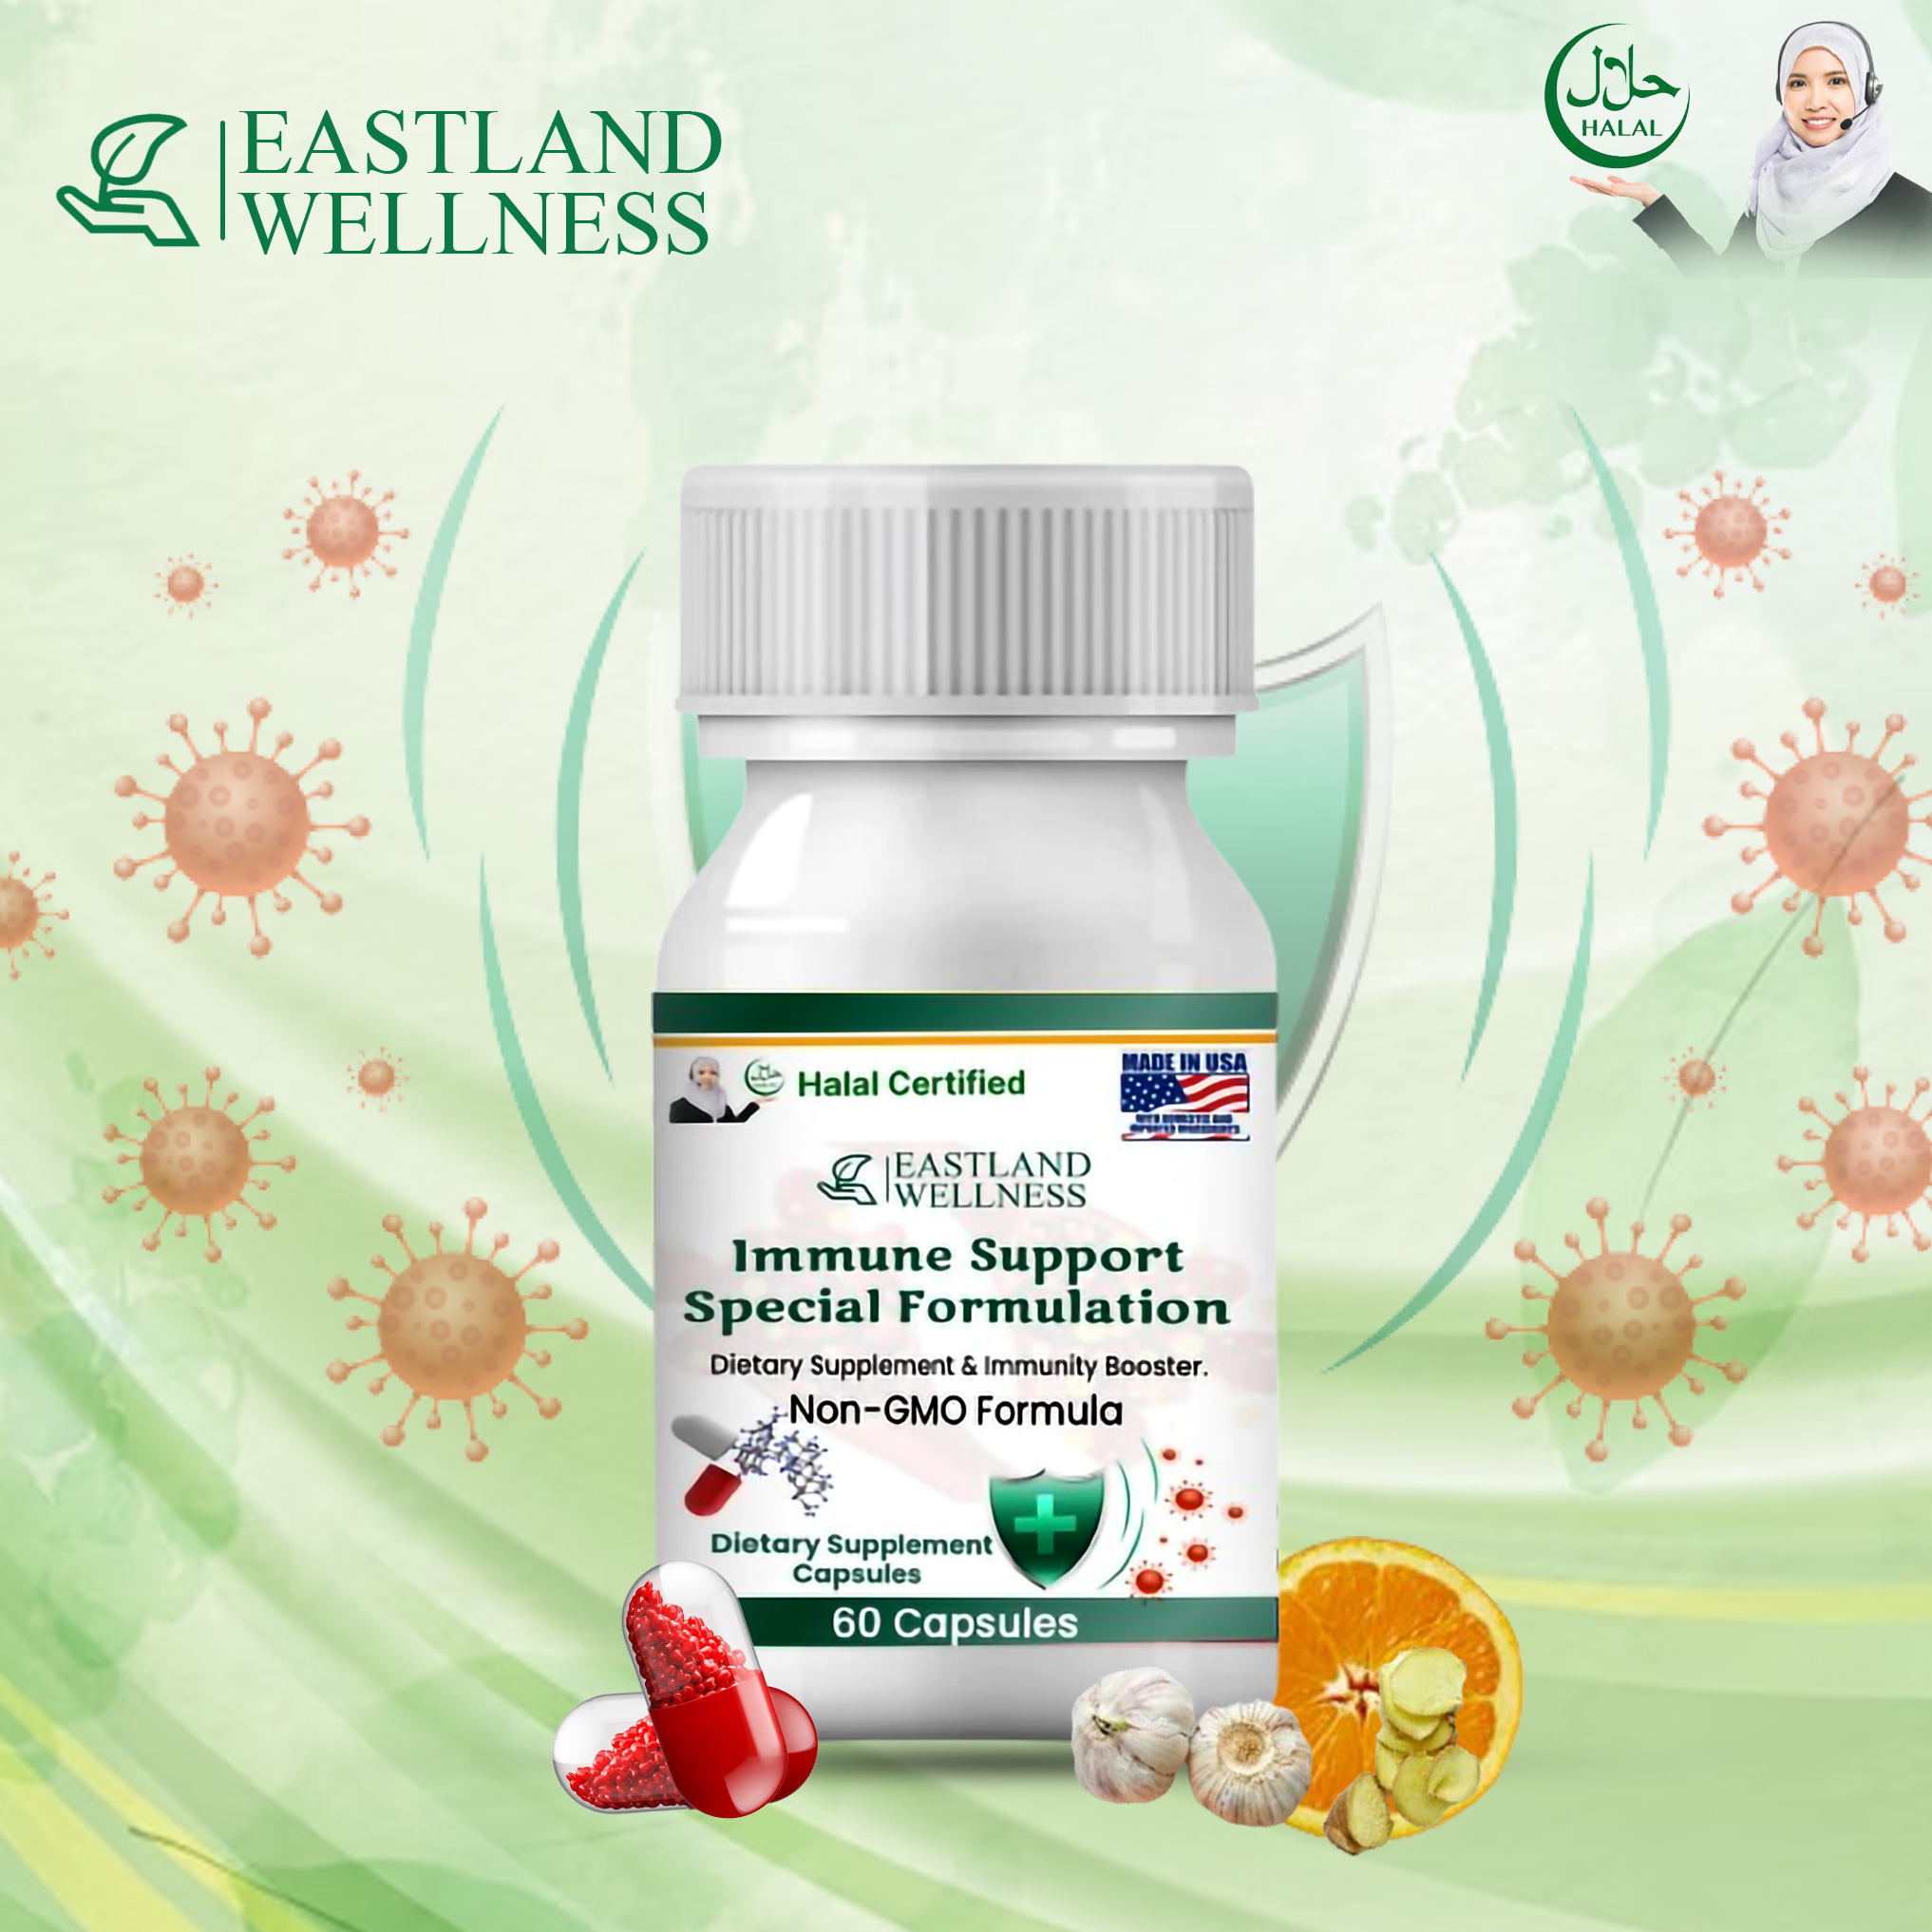 EASTLAND
WELLNESS
حلال
HALAL
Halal Certified
MADE IN USA
EASTLAND
WELLNESS
Immune Support
Special Formulation
Dietary Supplement & Immunity Booster.
Non-GMO Formula
Dietary Supplement
Capsules
60 Capsules